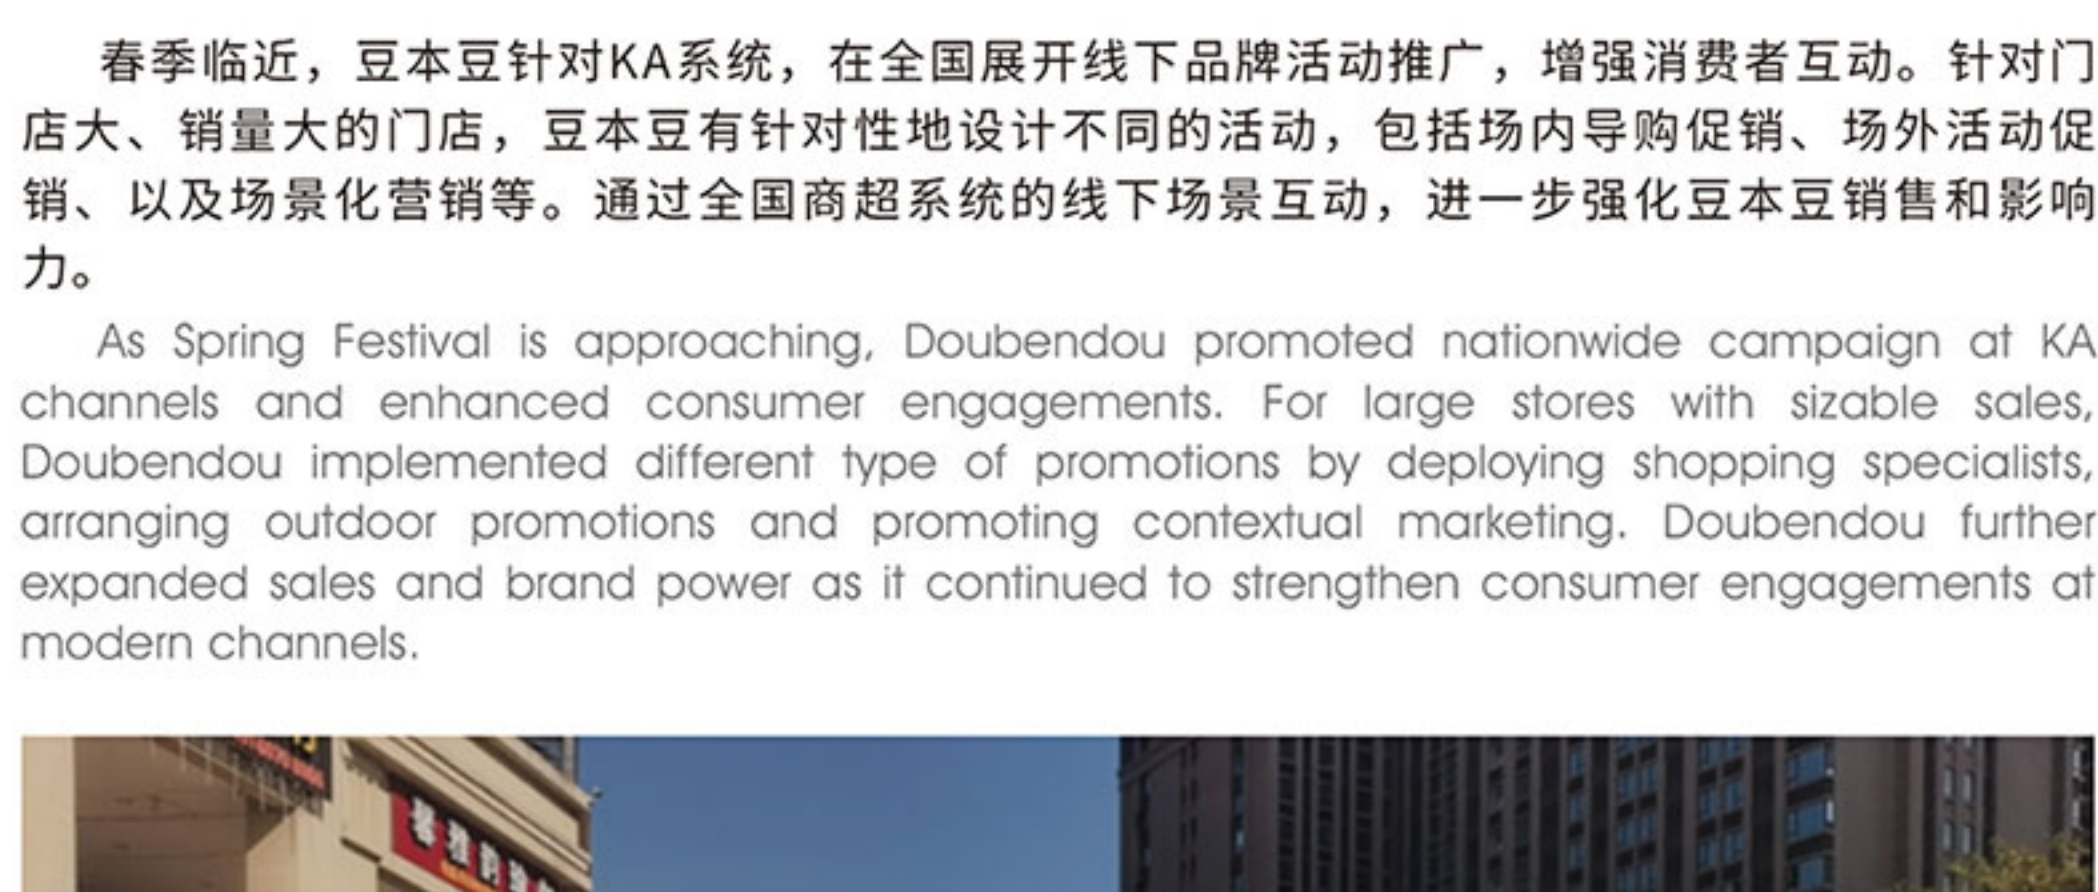 春季临近，豆本豆针对KA系统，在全国展开线下品牌活动推广，增强消费者互动。针对门
店大、销量大的门店，豆本豆有针对性地设计不同的活动，包括场内导购促销、场外活动促
销、以及场景化营销等。通过全国商超系统的线下场景互动，进一步强化豆本豆销售和影响
力。
As Spring Festival is approaching, Doubendou promoted nationwide campaign at KA
channels and enhanced consumer engagements. For large stores with sizable sales,
Doubendou implemented different type of promotions by deploying shopping specialists,
arranging outdoor promotions and promoting contextual marketing. Doubendou further
expanded sales and brand power as it continued to strengthen consumer engagements at
modern channels.